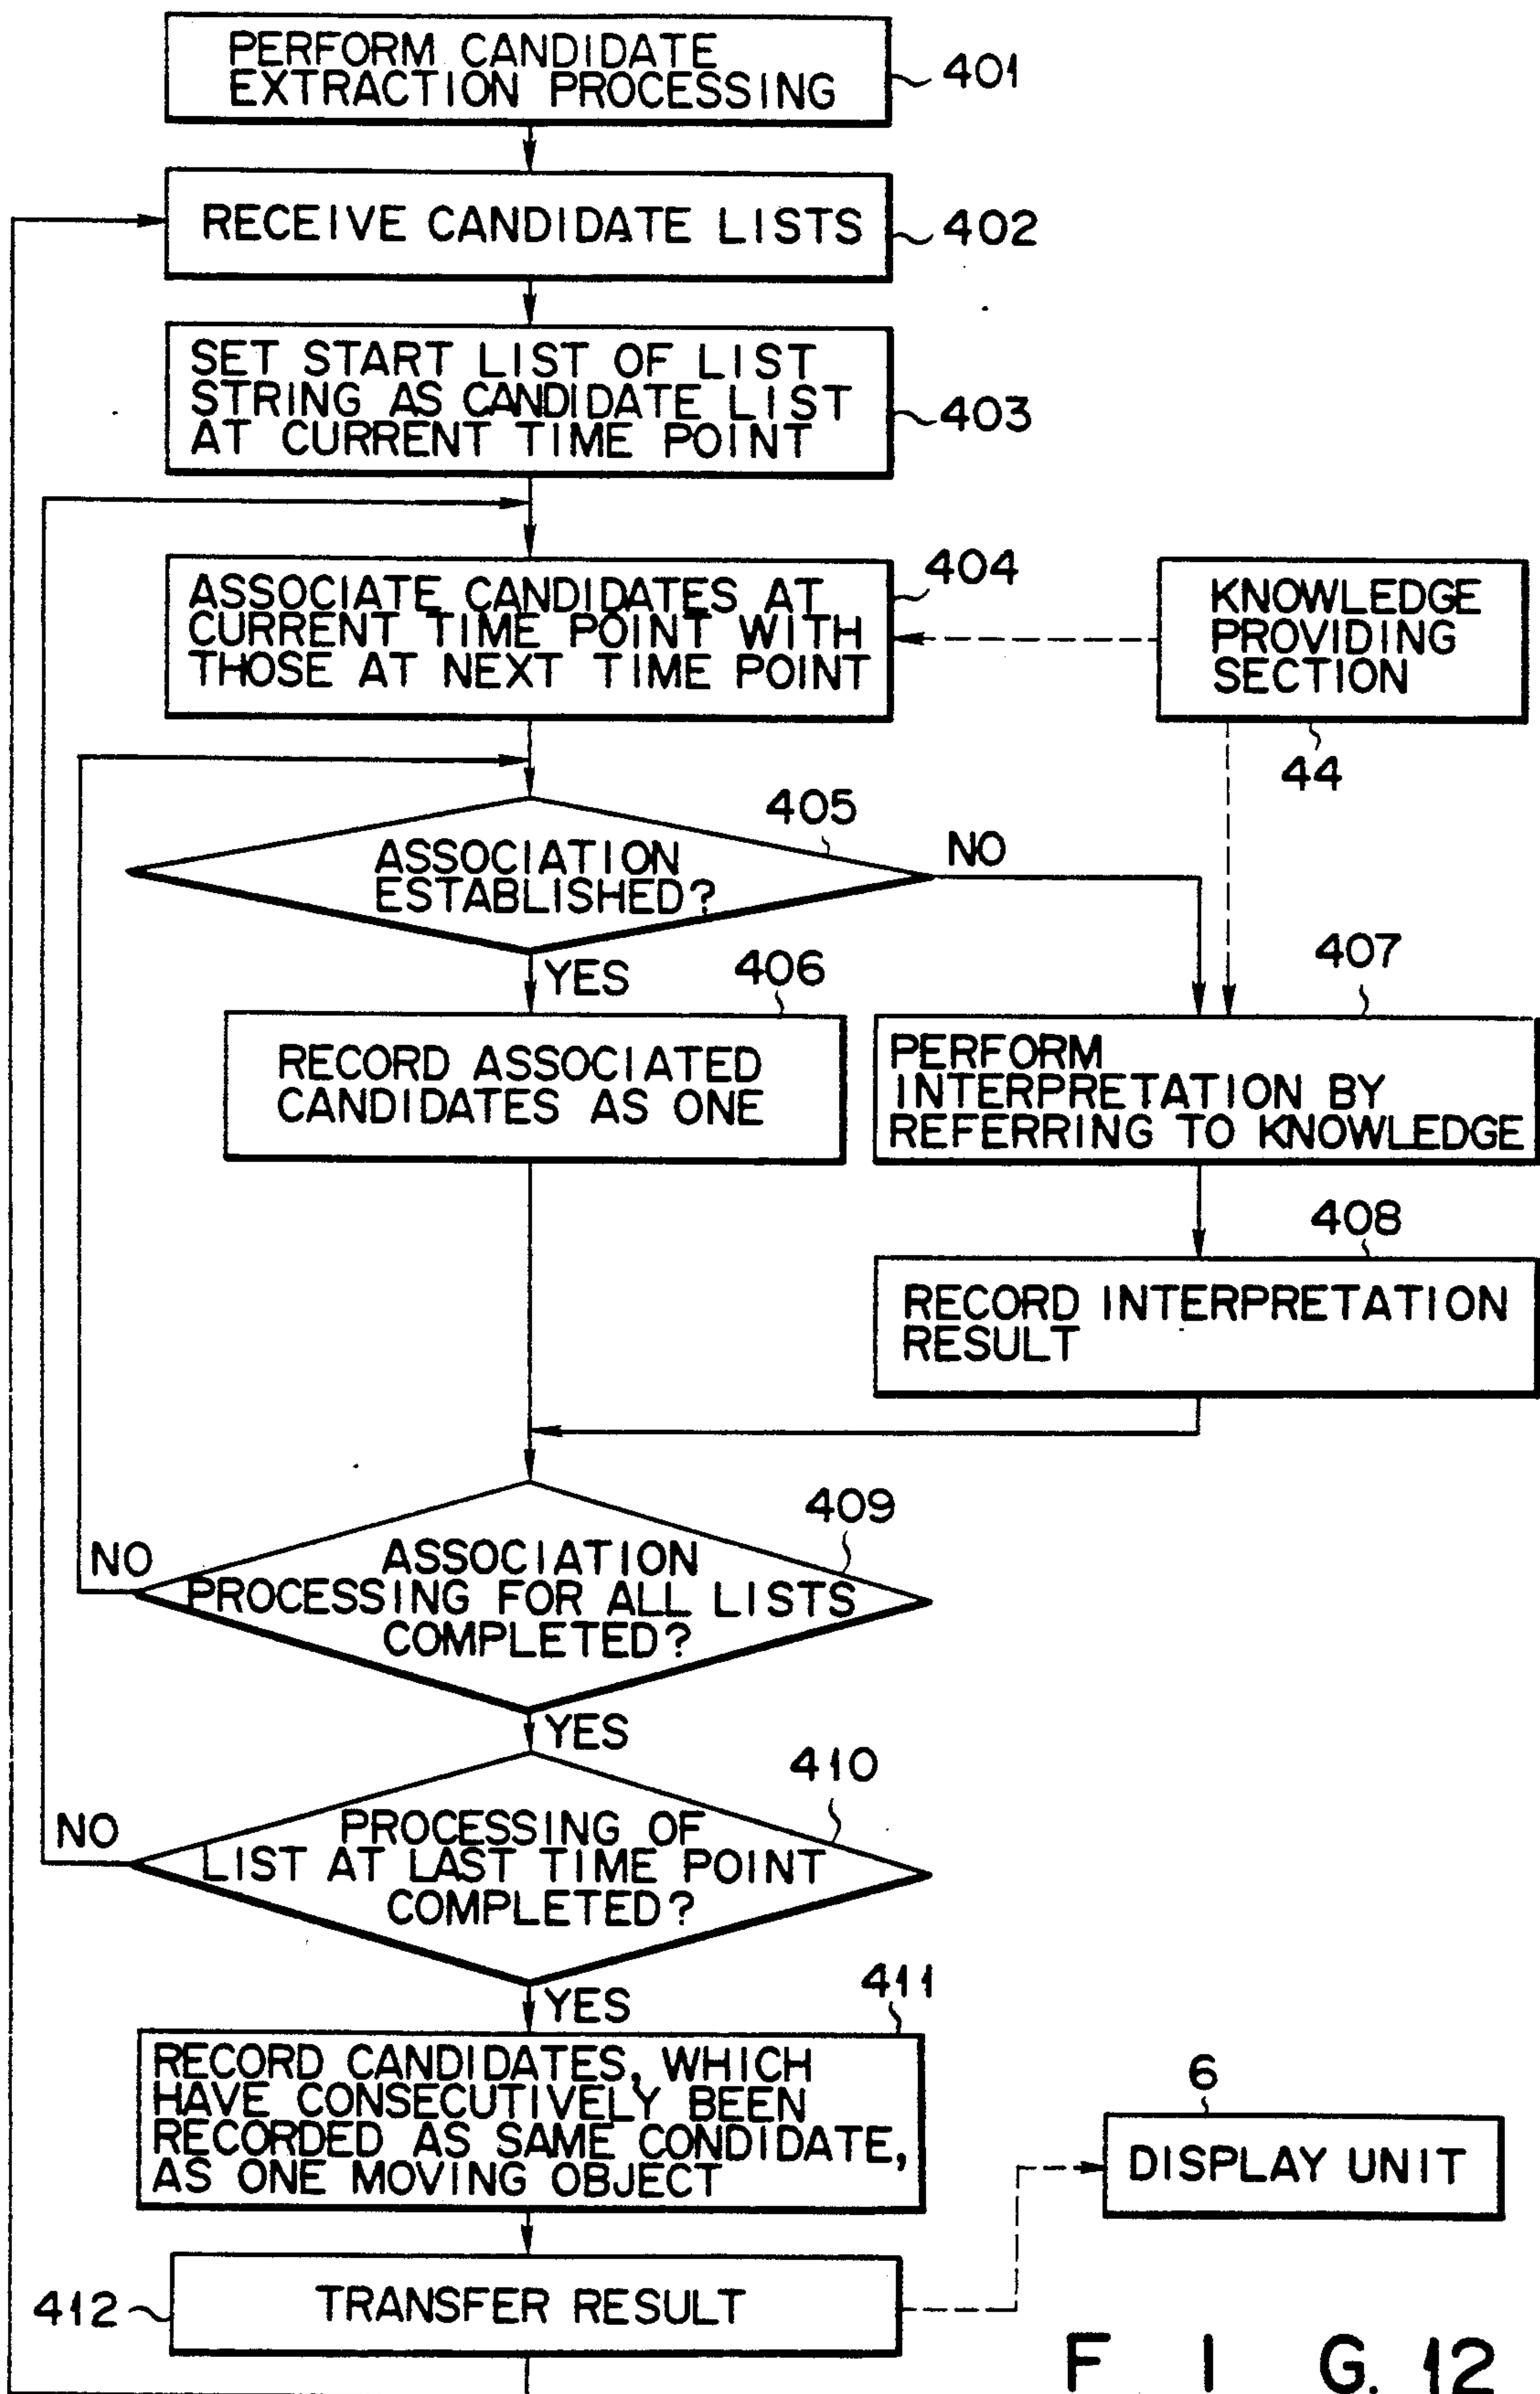 PERFORM CANDIDATE
EXTRACTION PROCESSING
401
RECEIVE CANDIDATE LISTS
402
SET START LIST OF LIST
STRING AS CANDIDATE LIST
AT CURRENT TIME POINT
403
ASSOCIATE CANDIDATES AT
CURRENT TIME POINT WITH
THOSE AT NEXT TIME POINT
404
KNOWLEDGE
PROVIDING
SECTION
44
ASSOCIATION
ESTABLISHED?
405
NO
YES
RECORD ASSOCIATED
CANDIDATES AS ONE
406
PERFORM
INTERPRETATION BY
REFERRING TO KNOWLEDGE
407
RECORD INTERPRETATION
RESULT
408
ASSOCIATION
PROCESSING FOR ALL LISTS
COMPLETED?
409
NO
YES
PROCESSING OF
LIST AT LAST TIME POINT
COMPLETED?
410
NO
YES
RECORD CANDIDATES, WHICH
HAVE CONSECUTIVELY BEEN
RECORDED AS SAME CONDIDATE,
AS ONE MOVING OBJECT
411
DISPLAY UNIT
6
TRANSFER RESULT
412
F I G. 12